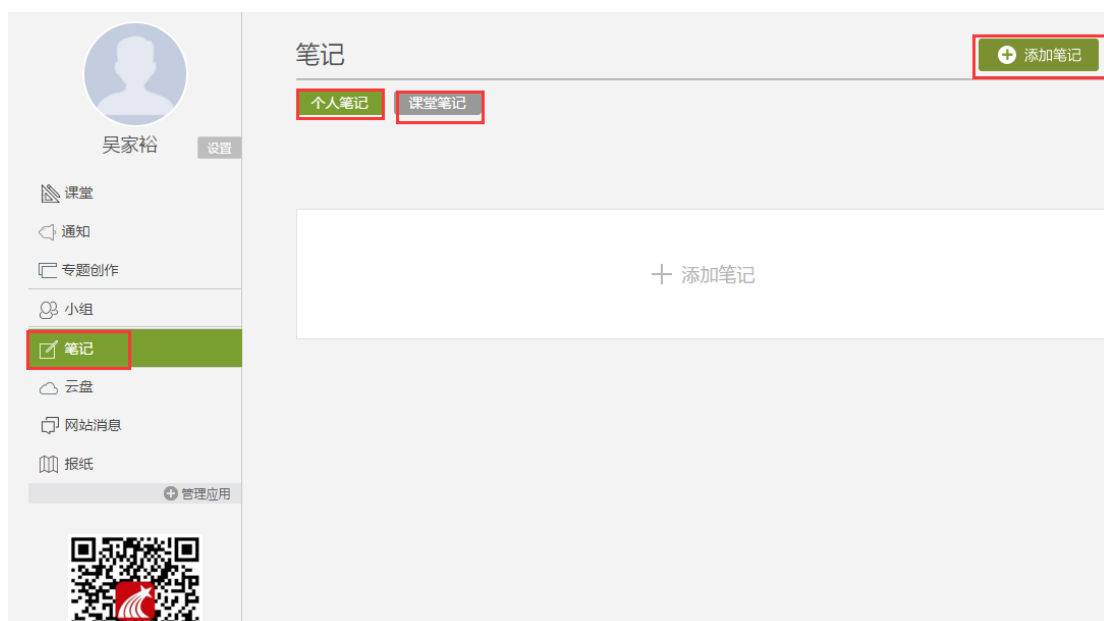 吴家裕
设置
课堂
通知
专题创作
小组
笔记
云盘
网站消息
报纸
管理应用
笔记
添加笔记
个人笔记
课堂笔记
添加笔记